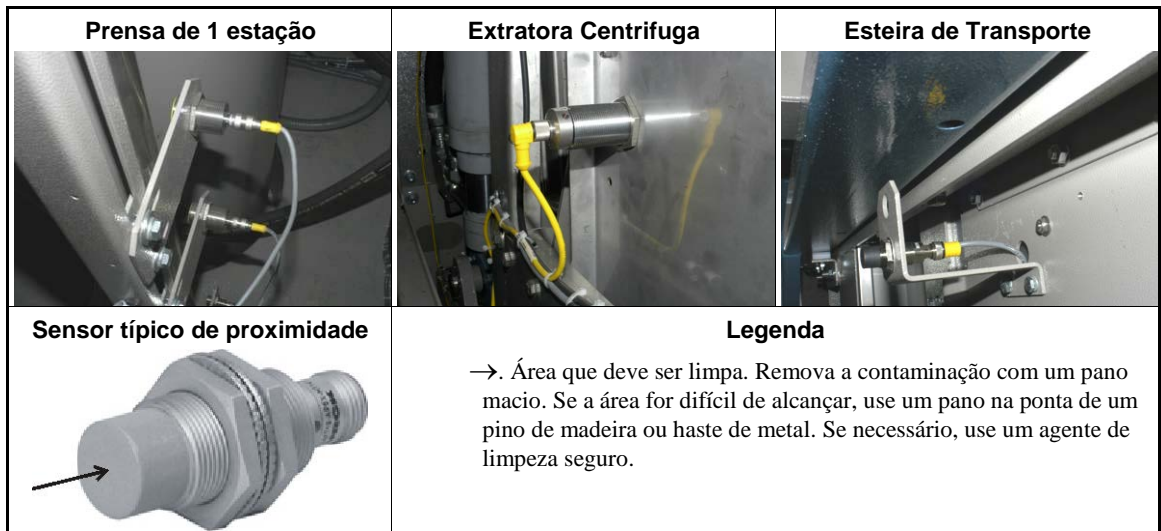 Prensa de 1 estação
Extratora Centrifuga
Esteira de Transporte
Sensor típico de proximidade
Legenda
→. Área que deve ser limpa. Remova a contaminação com um pano
macio. Se a área for difícil de alcançar, use um pano na ponta de um
pino de madeira ou haste de metal. Se necessário, use um agente de
limpeza seguro.